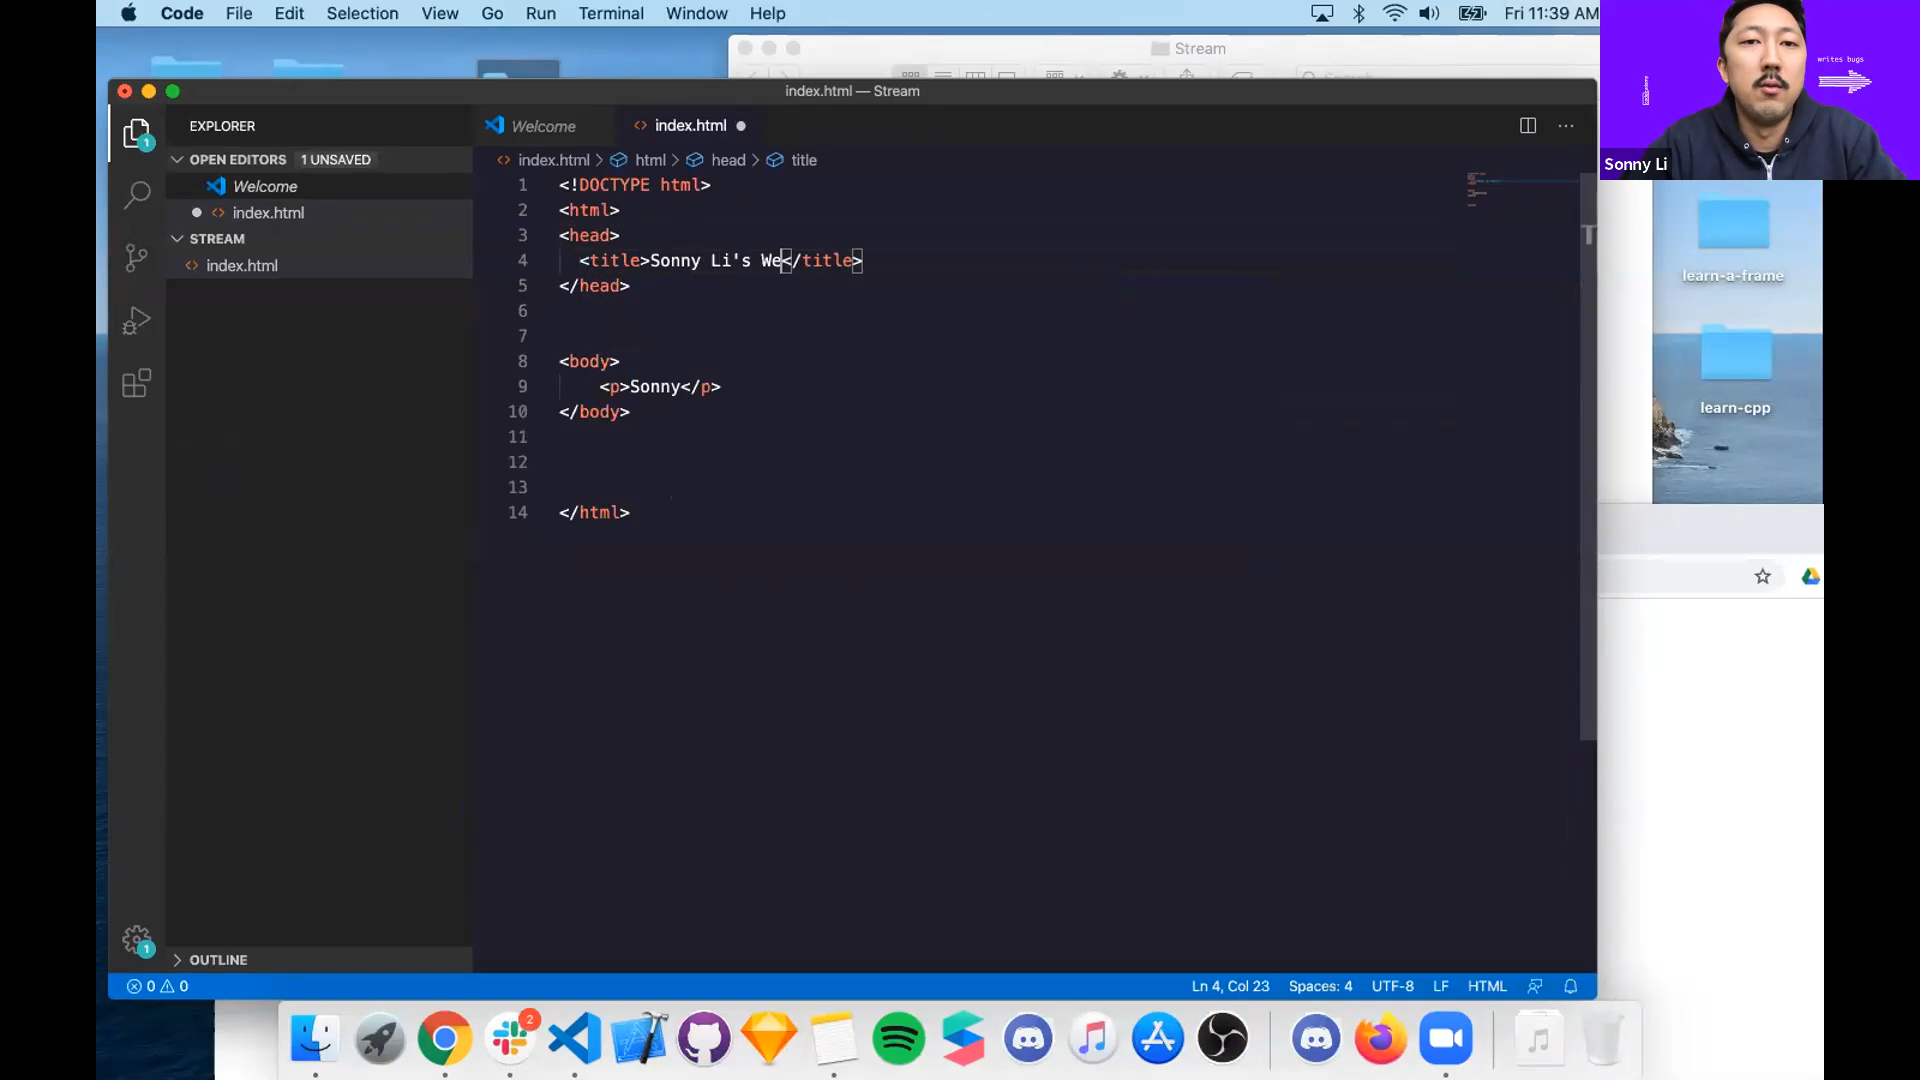 Code File Edit Selection View Go Run Terminal Window Help Fri 11:39 AM
Stream
Search
writes bugs
Sonny Li
index.html — Stream
EXPLORER
OPEN EDITORS 1 UNSAVED
Welcome
index.html
STREAM
index.html
Welcome index.html
index.html > html > head > title
1 <!DOCTYPE html>
2 <html>
3 <head>
4 <title>Sonny Li's We</title>
5 </head>
6
7
8 <body>
9 <p>Sonny</p>
10 </body>
11
12
13
14 </html>
1
1
OUTLINE
0 0
Ln 4, Col 23 Spaces: 4 UTF-8 LF HTML
T
learn-a-frame
learn-cpp
2